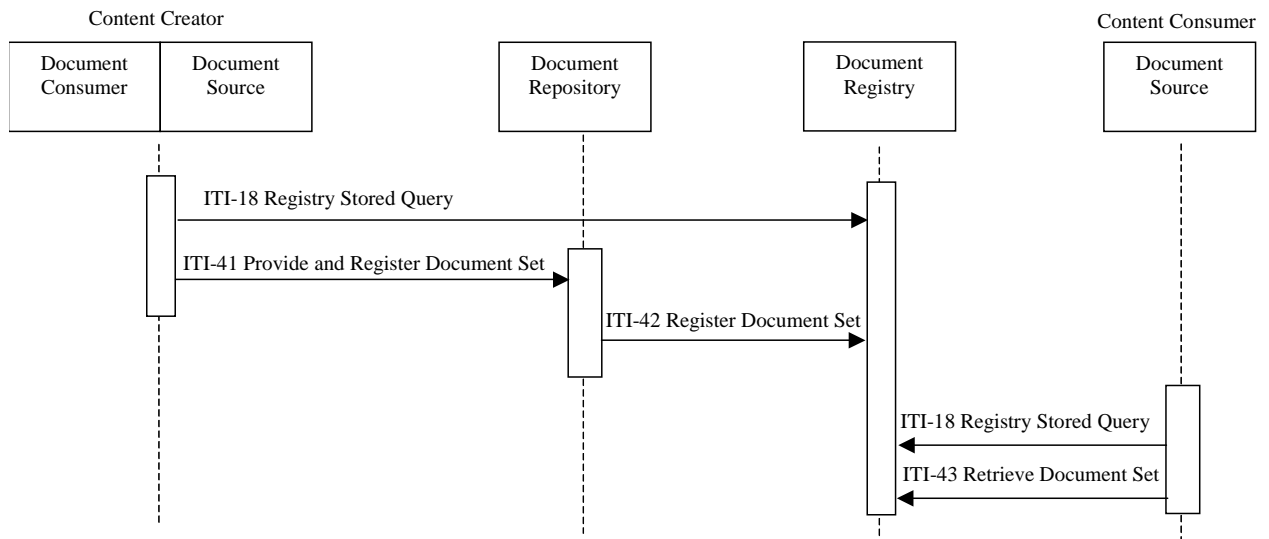 Content Creator
Content Consumer
Document
Consumer
Document
Source
Document
Repository
Document
Registry
Document
Source
ITI-18 Registry Stored Query
ITI-41 Provide and Register Document Set
ITI-42 Register Document Set
ITI-18 Registry Stored Query
ITI-43 Retrieve Document Set